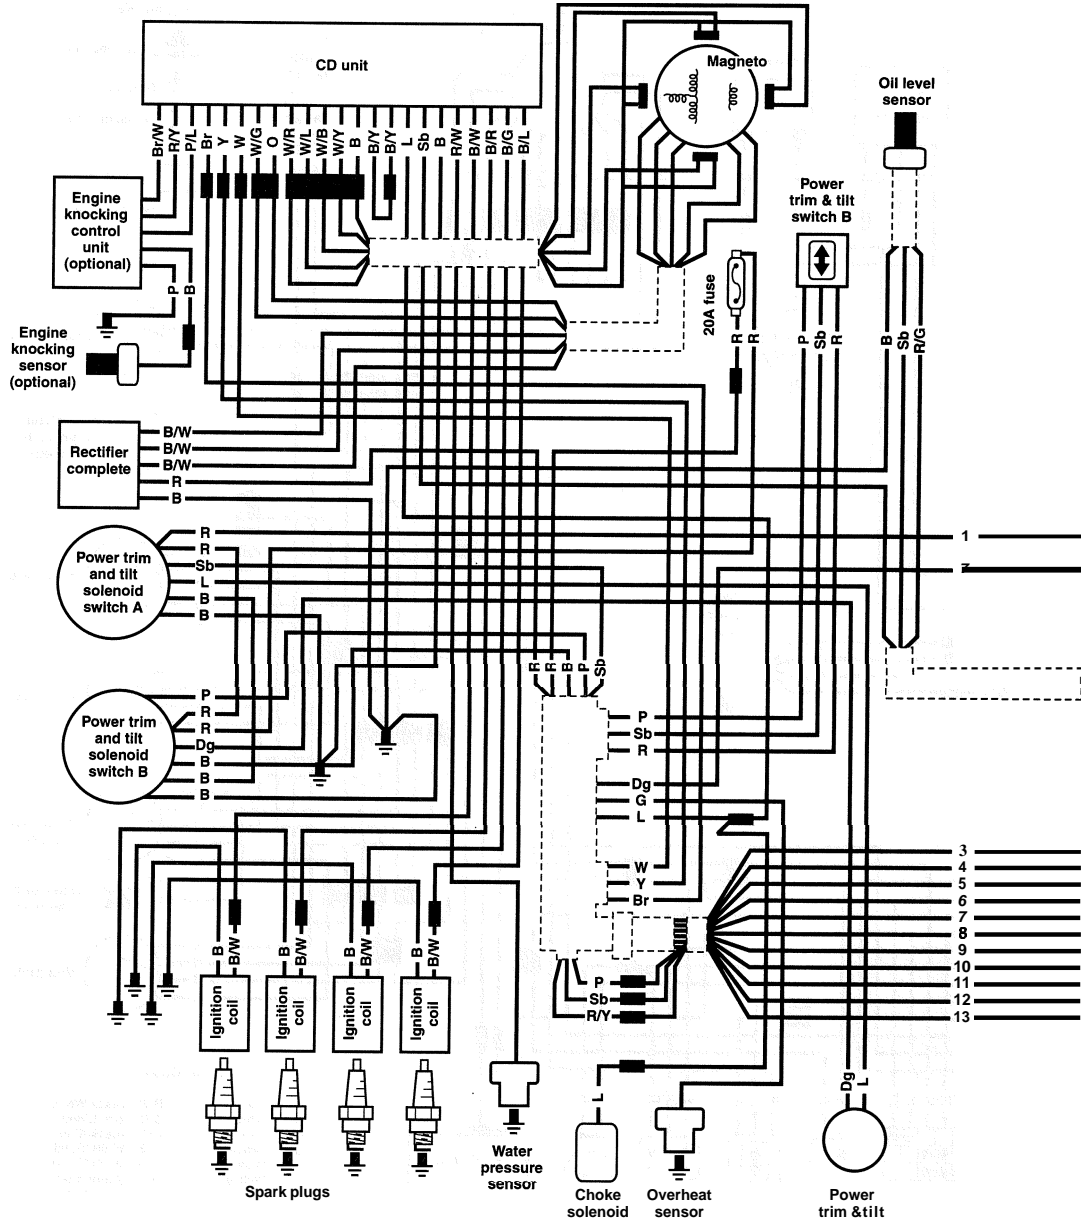 CD unit
Magneto
Oil level
sensor
Br/W
R/Y
P/L
Br
Y
W
W/G
O
W/R
W/L
W/B
W/Y
B
B/Y
B/Y
L
Sb
B
R/W
B/W
B/R
B/G
B/L
Engine
knocking
control
unit
(optional)
P
B
Power
trim & tilt
switch B
20A fuse
R
R
P
Sb
R
B
Sb
R/G
Engine
knocking
sensor
(optional)
Rectifier
complete
B/W
B/W
B/W
R
B
Power trim
and tilt
solenoid
switch A
R
R
Sb
L
B
B
1
R
R
B
P
Sb
Power trim
and tilt
solenoid
switch B
P
R
R
Dg
B
B
B
P
Sb
R
Dg
G
L
W
Y
Br
3
4
5
6
7
8
9
10
11
12
13
P
Sb
R/Y
B
B/W
B
B/W
B
B/W
B
B/W
Ignition
coil
Ignition
coil
Ignition
coil
Ignition
coil
Spark plugs
Water
pressure
sensor
L
Choke
solenoid
Overheat
sensor
Dg
L
Power
trim &tilt